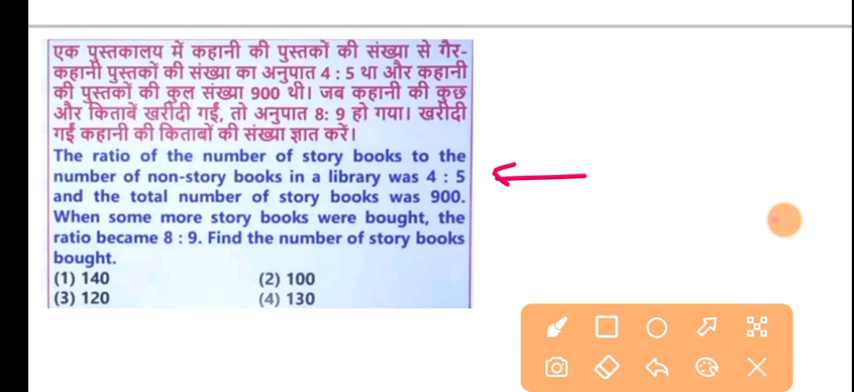 एक पुस्तकालय में कहानी की पुस्तकों की संख्या से गैर-
कहानी पुस्तकों की संख्या का अनुपात 4 : 5 था और कहानी
की पुस्तकों की कुल संख्या 900 थी। जब कहानी की कुछ
और किताबें खरीदी गईं, तो अनुपात 8: 9 हो गया। खरीदी
गईं कहानी की किताबों की संख्या ज्ञात करें।
The ratio of the number of story books to the
number of non-story books in a library was 4 : 5
and the total number of story books was 900.
When some more story books were bought, the
ratio became 8 : 9. Find the number of story books
bought.
(1) 140 (2) 100
(3) 120 (4) 130